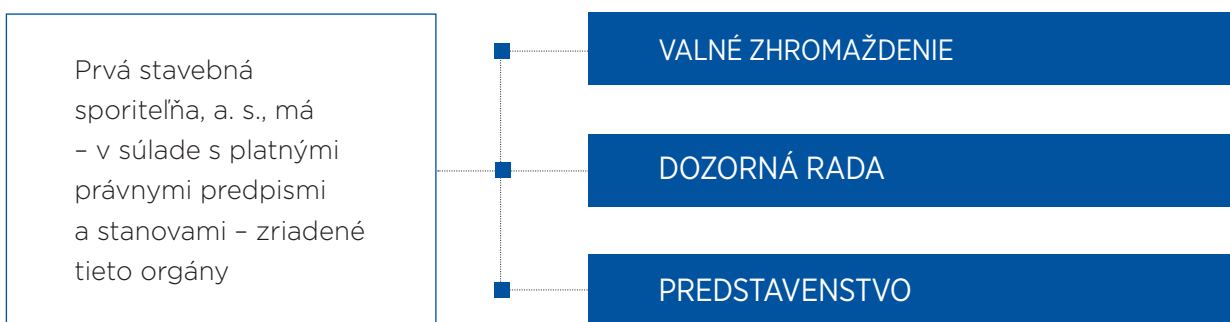 Prvá stavebná
sporiteľňa, a. s., má
– v súlade s platnými
právnymi predpismi
a stanovami – zriadené
tieto orgány
VALNÉ ZHROMAŽDENIE
DOZORNÁ RADA
PREDSTAVENSTVO